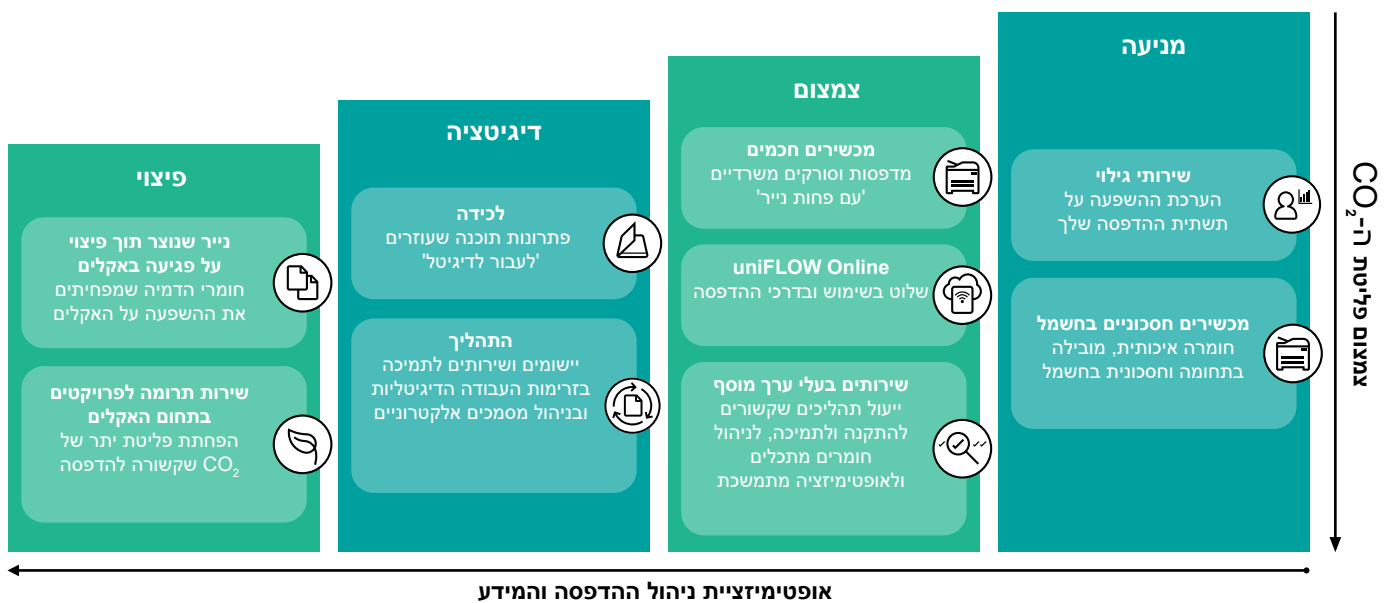 מניעה
שירותי גילוי
הערכת ההשפעה על
תשתית ההדפסה שלך
מכשירים חסכוניים בחשמל
חומרה איכותית, מובילה
בתחומה וחסכונית בחשמל
צמצום
מכשירים חכמים
מדפסות וסורקים משרדיים
'עם פחות נייר'
uniFLOW Online
שלוט בשימוש ובדרכי ההדפסה
שירותים בעלי ערך מוסף
ייעול תהליכים שקשורים
להתקנה ולתמיכה, לניהול
חומרים מתכלים
ולאופטימיזציה מתמשכת
דיגיטציה
לכידה
פתרונות תוכנה שעוזרים
'לעבור לדיגיטל'
התהליך
יישומים ושירותים לתמיכה
בזרימות העבודה הדיגיטליות
ובניהול מסמכים אלקטרוניים
פיצוי
נייר שנוצר תוך פיצוי
על פגיעה באקלים
חומרי הדמיה שמפחיתים
את ההשפעה על האקלים
שירות תרומה לפרויקטים
בתחום האקלים
הפחתת פליטת יתר של
CO₂ שקשורה להדפסה
צמצום פליטת ה-CO₂
אופטימיזציית ניהול ההדפסה והמידע